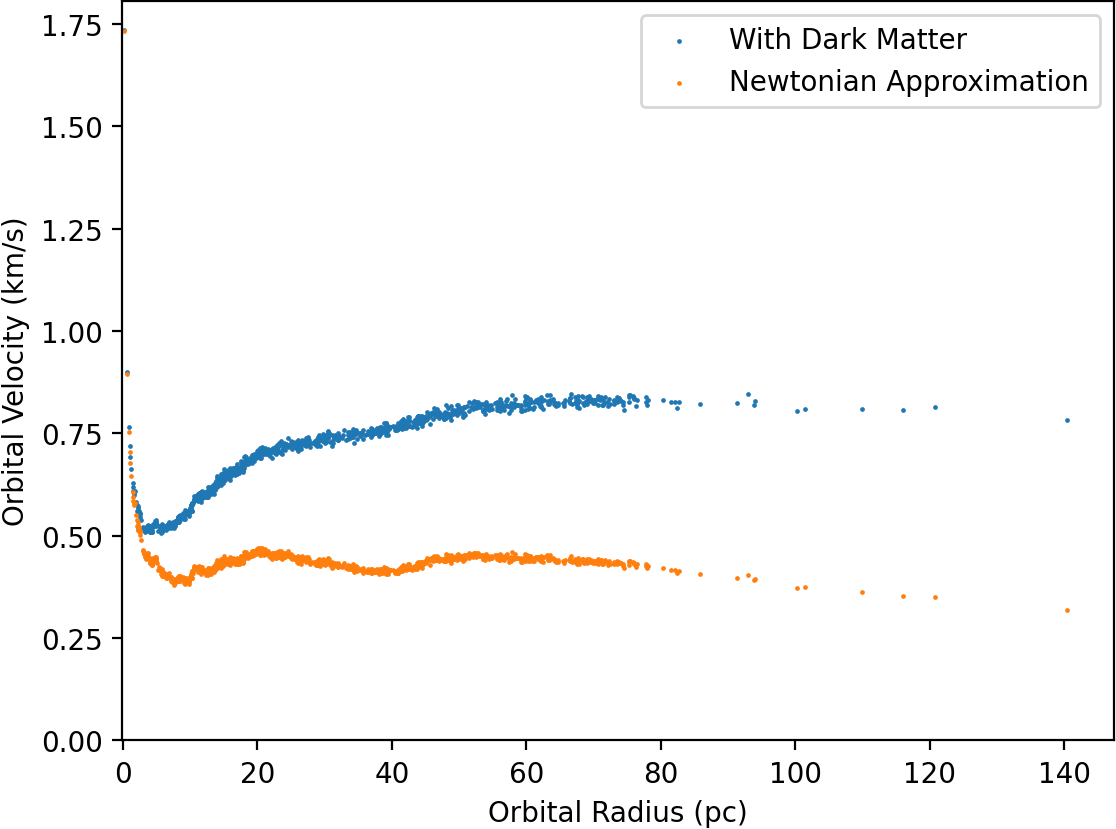 1.75
1.50
1.25
1.00
0.75
0.50
0.25
0.00
Orbital Velocity (km/s)
With Dark Matter
Newtonian Approximation
0 20 40 60 80 100 120 140
Orbital Radius (pc)